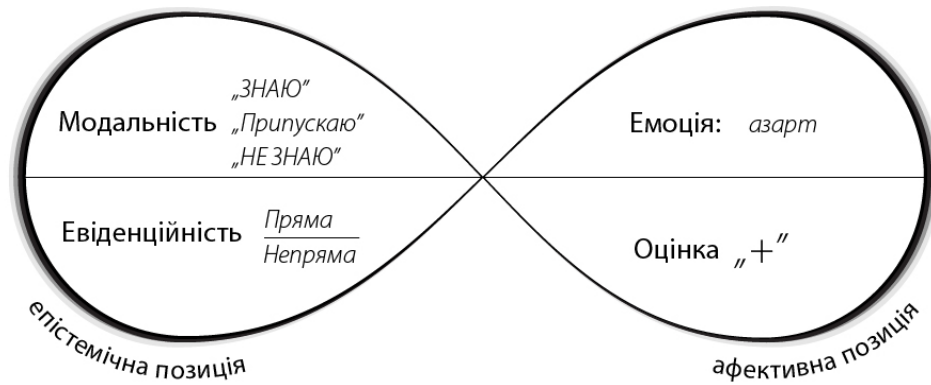 Модальність
„ЗНАЮ”
„Припускаю”
„НЕ ЗНАЮ”
Евіденційність
Пряма
Непряма
епістемічна позиція
Емоція: азарт
Оцінка „+”
афективна позиція